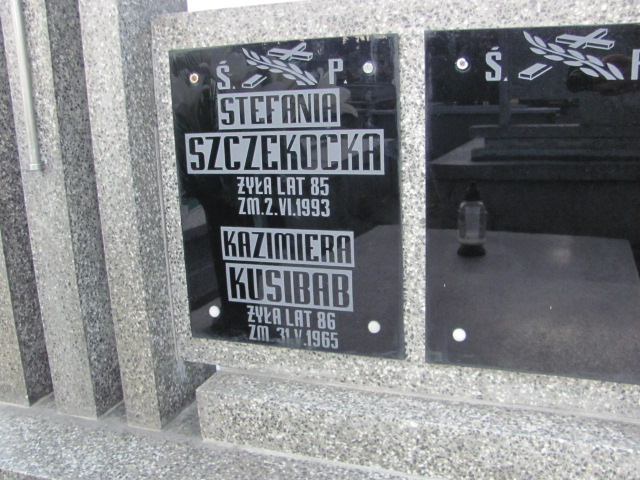 Ś. P.
STEFANIA
SZCZEKOCKA
ŻYŁA LAT 85
ZM. 2. VI. 1993
KAZIMIERA
KUSIBAB
ŻYŁA LAT 86
ZM. 31 V. 1965
Ś.